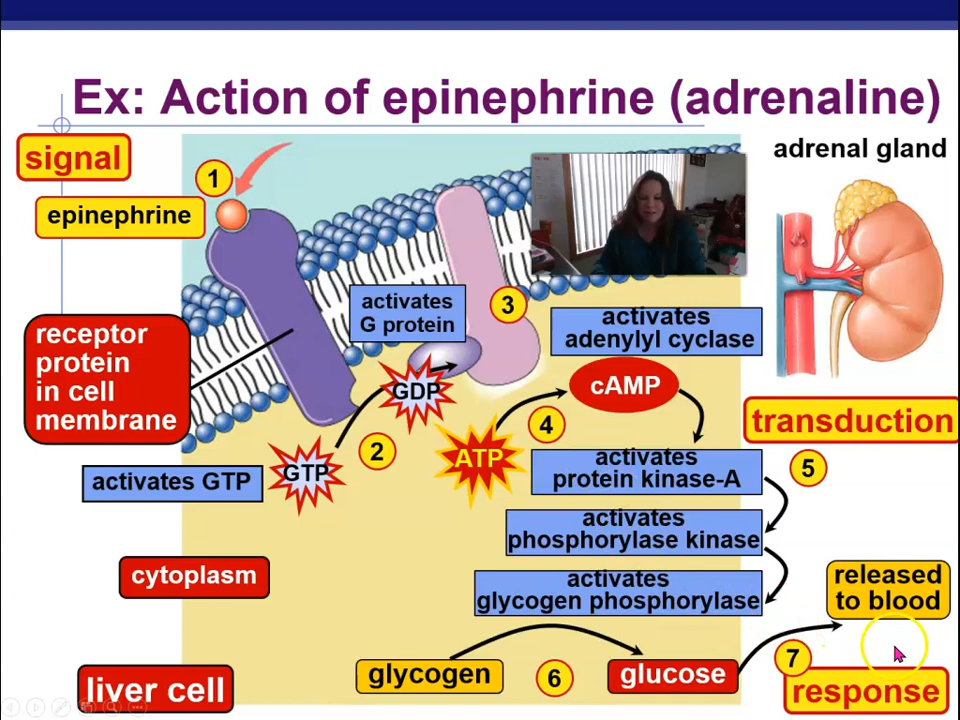 Ex: Action of epinephrine (adrenaline)
signal
1
epinephrine
adrenal gland
receptor
protein
in cell
membrane
activates
G protein
3
activates
adenylyl cyclase
GDP
cAMP
transduction
2
4
ATP
activates GTP
GTP
activates
protein kinase-A
5
activates
phosphorylase kinase
cytoplasm
activates
glycogen phosphorylase
released
to blood
liver cell
glycogen
6
glucose
7
response